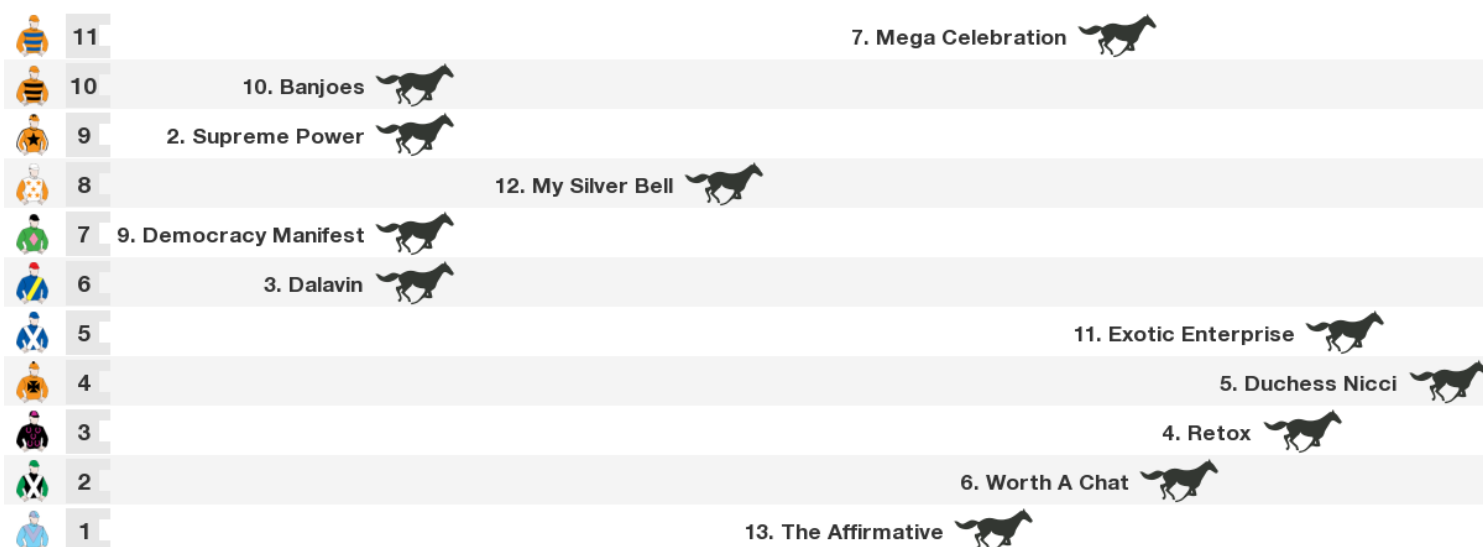 11 7. Mega Celebration
10 10. Banjoes
9 2. Supreme Power
8 12. My Silver Bell
7 9. Democracy Manifest
6 3. Dalavin
5 11. Exotic Enterprise
4 5. Duchess Nicci
3 4. Retox
2 6. Worth A Chat
1 13. The Affirmative